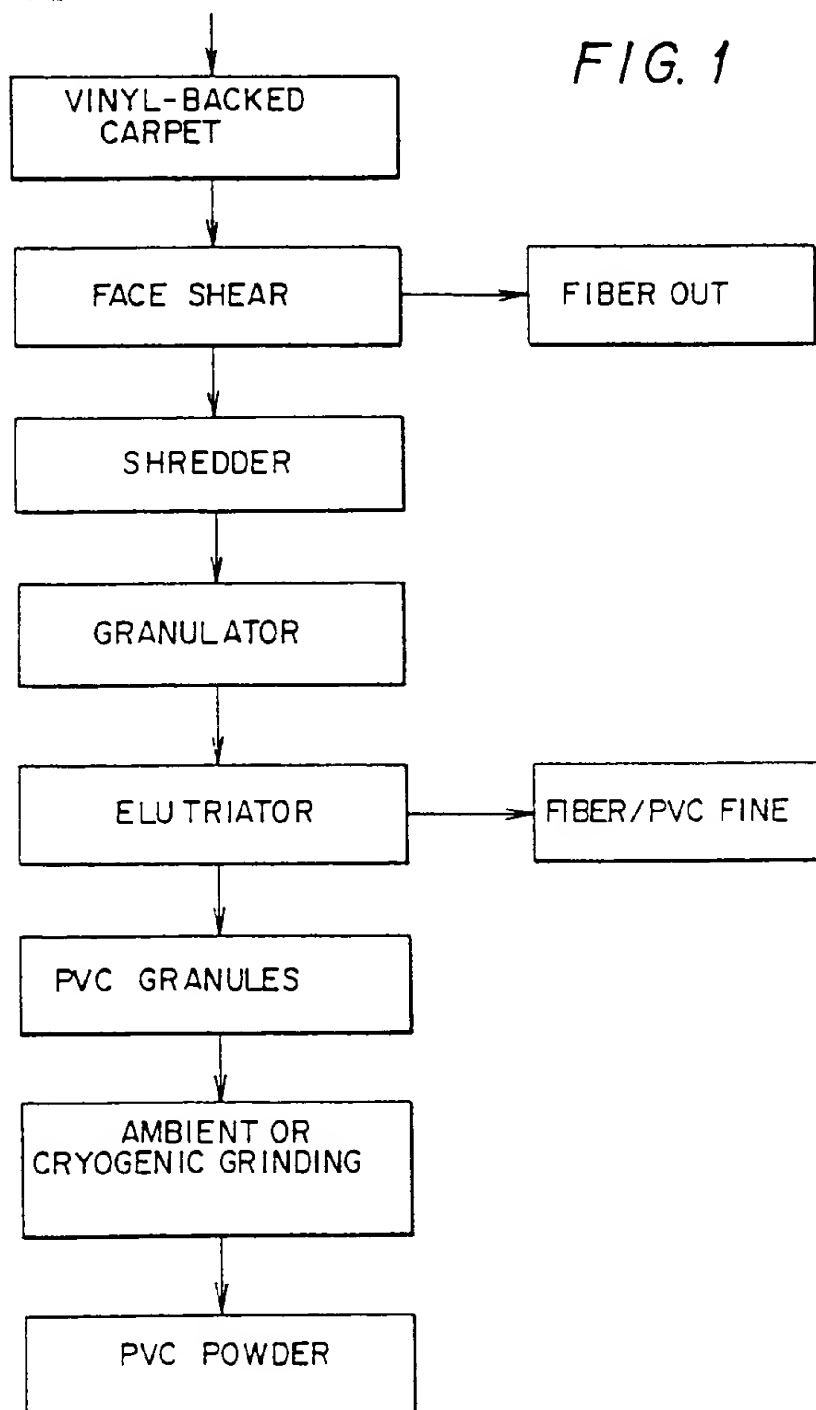 FIG. 1
VINYL-BACKED
CARPET
FACE SHEAR
FIBER OUT
SHREDDER
GRANULATOR
ELUTRIATOR
FIBER/PVC FINE
PVC GRANULES
AMBIENT OR
CRYOGENIC GRINDING
PVC POWDER